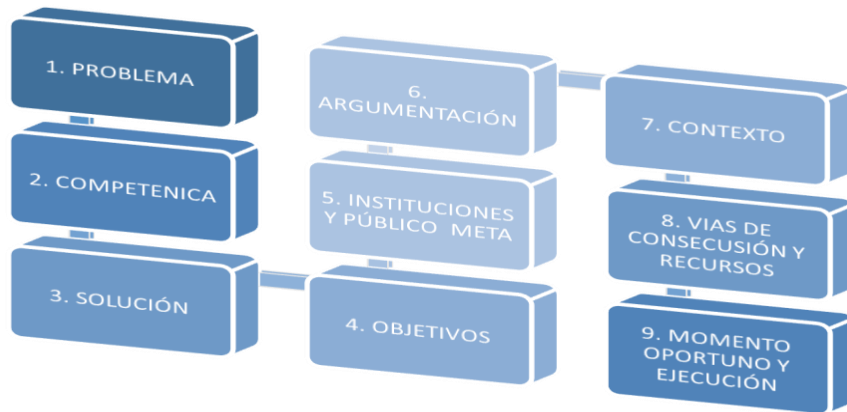 1. PROBLEMA
2. COMPETENICA
3. SOLUCIÓN
4. OBJETIVOS
5. INSTITUCIONES
Y PÚBLICO META
6.
ARGUMENTACIÓN
7. CONTEXTO
8. VIAS DE
CONSECUSIÓN Y
RECURSOS
9. MOMENTO
OPORTUNO Y
EJECUCIÓN